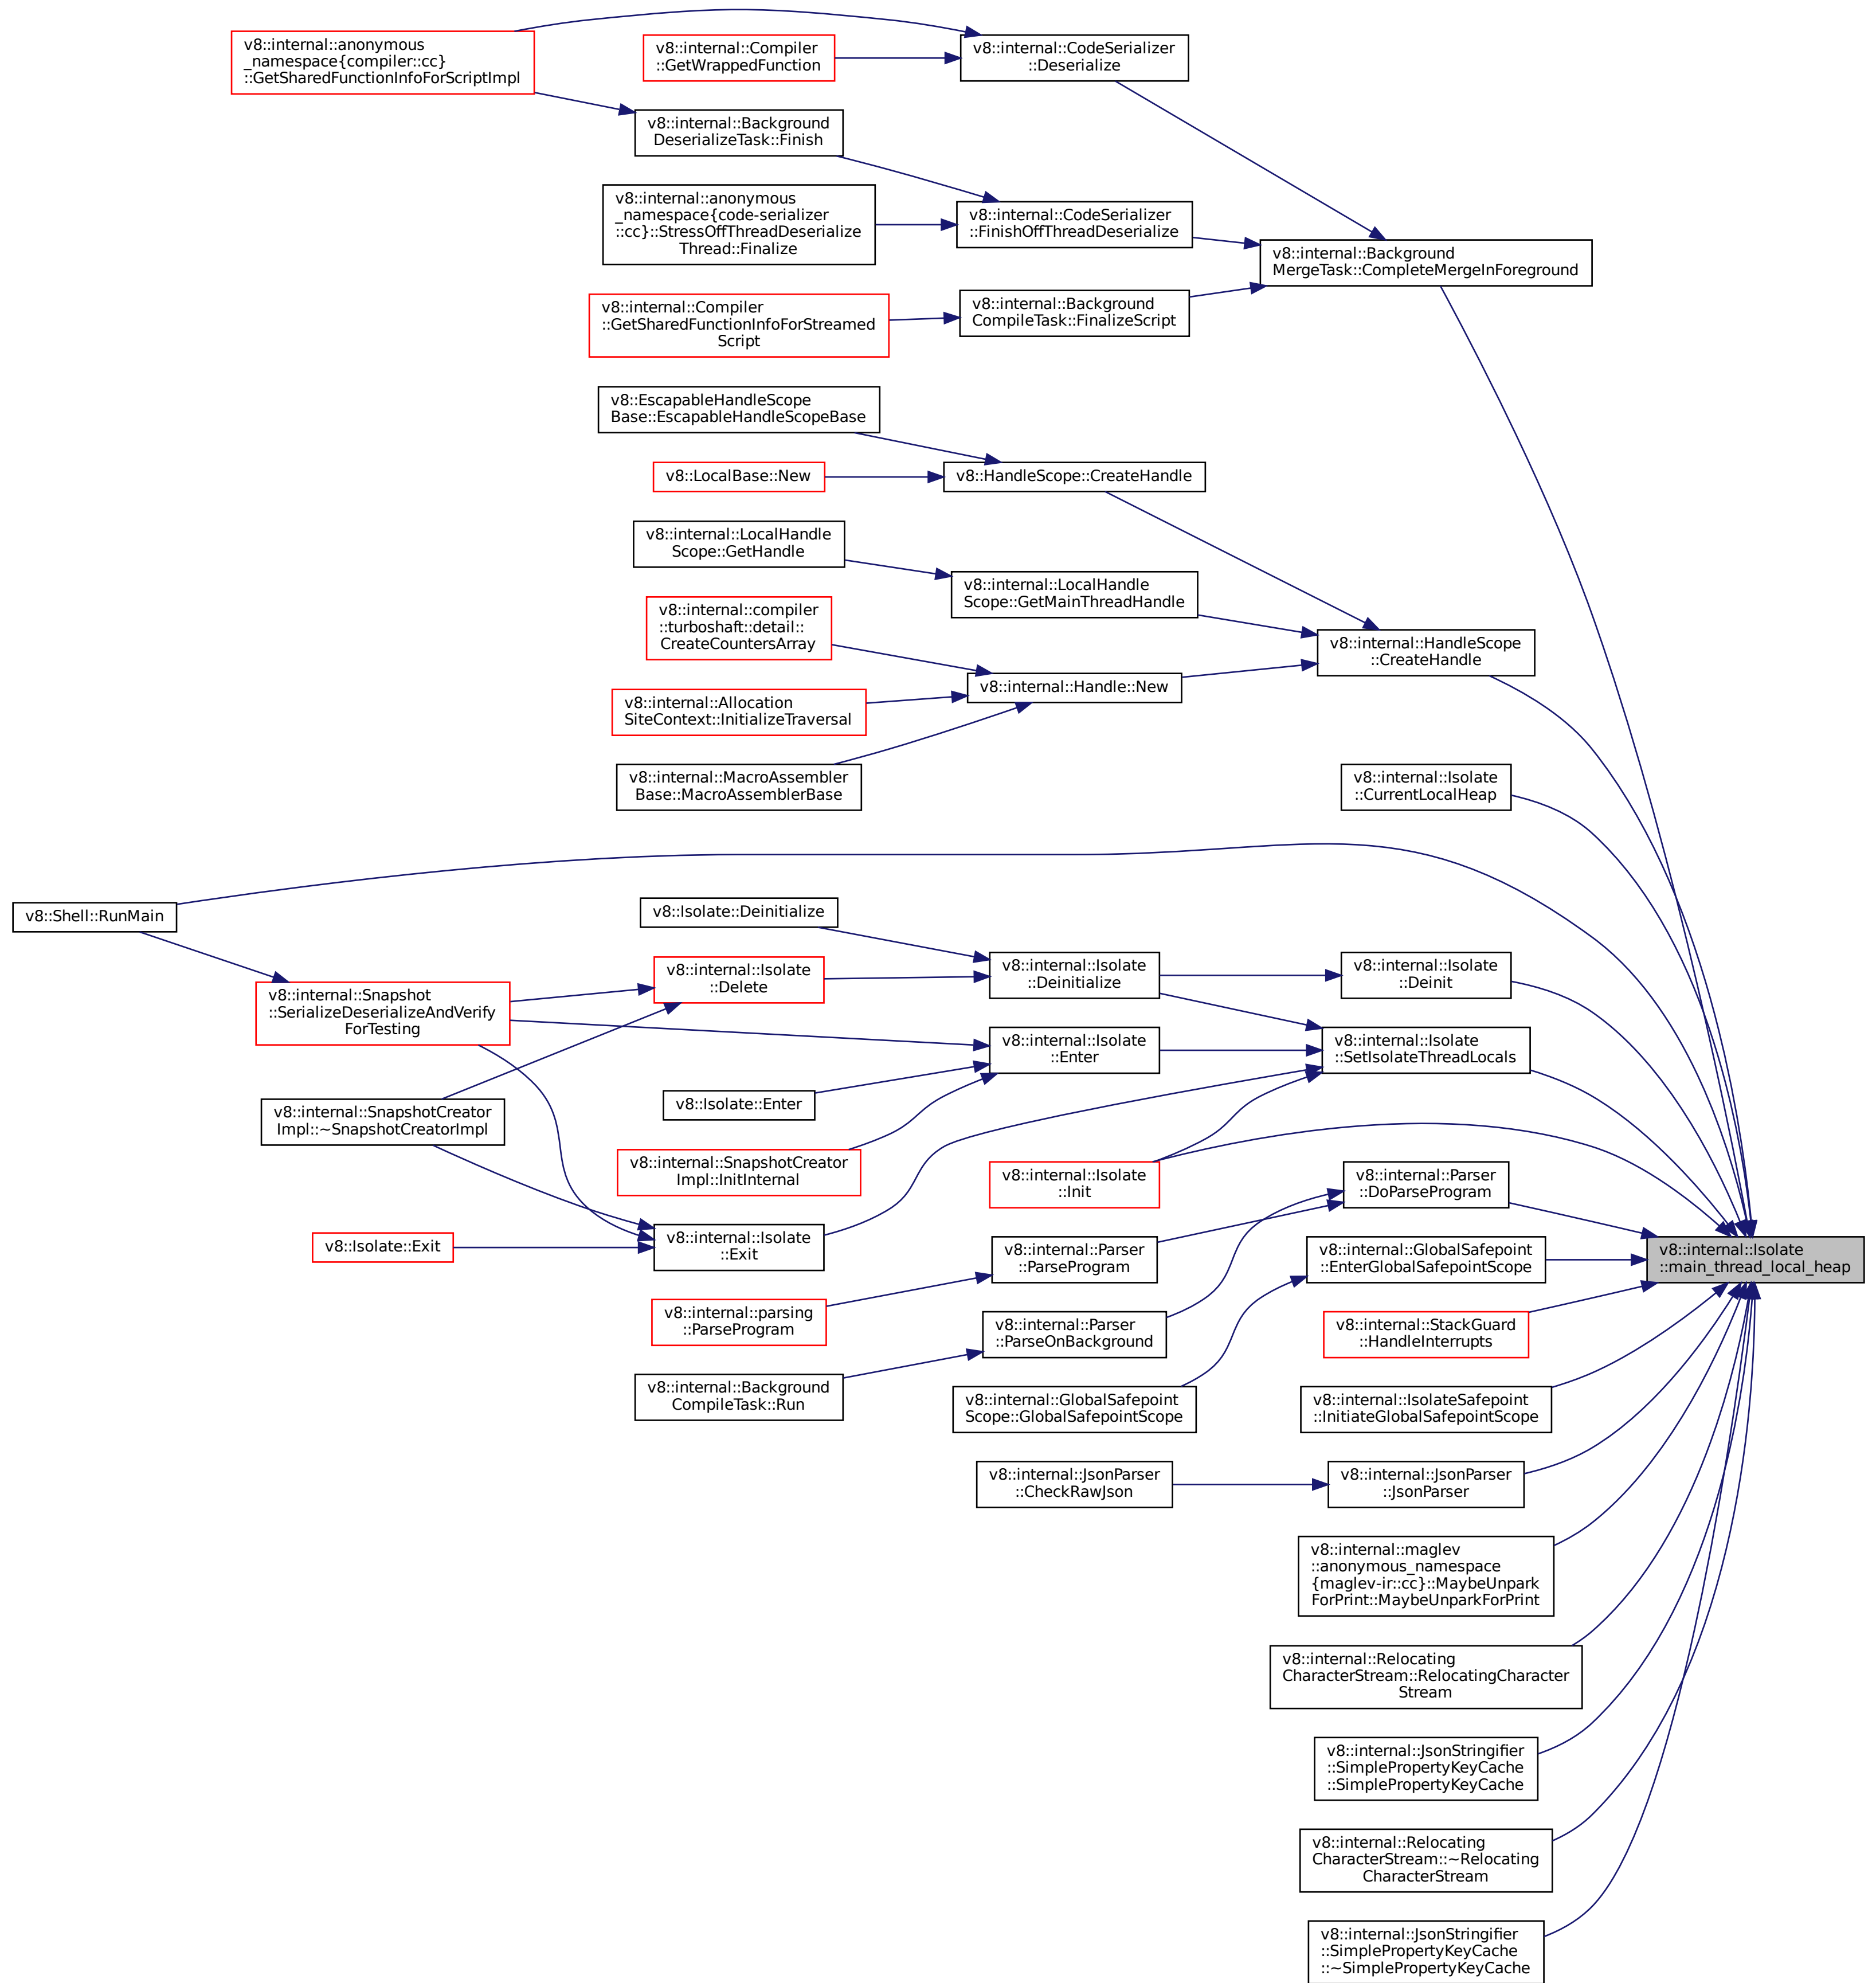 v8::internal::anonymous
_namespace{compiler::cc}
::GetSharedFunctionInfoForScriptImpl
v8::internal::Compiler
::GetWrappedFunction
v8::internal::CodeSerializer
::Deserialize
v8::internal::Background
DeserializeTask::Finish
v8::internal::anonymous
_namespace{code-serializer
::cc}::StressOffThreadDeserialize
Thread::Finalize
v8::internal::CodeSerializer
::FinishOffThreadDeserialize
v8::internal::Background
MergeTask::CompleteMergeInForeground
v8::internal::Compiler
::GetSharedFunctionInfoForStreamed
Script
v8::internal::Background
CompileTask::FinalizeScript
v8::EscapableHandleScope
Base::EscapableHandleScopeBase
v8::LocalBase::New
v8::HandleScope::CreateHandle
v8::internal::LocalHandle
Scope::GetHandle
v8::internal::LocalHandle
Scope::GetMainThreadHandle
v8::internal::compiler
::turboshaft::detail::
CreateCountersArray
v8::internal::HandleScope
::CreateHandle
v8::internal::Handle::New
v8::internal::Allocation
SiteContext::InitializeTraversal
v8::internal::MacroAssembler
Base::MacroAssemblerBase
v8::internal::Isolate
::CurrentLocalHeap
v8::Shell::RunMain
v8::Isolate::Deinitialize
v8::internal::Isolate
::Delete
v8::internal::Isolate
::Deinitialize
v8::internal::Isolate
::Deinit
v8::internal::Snapshot
::SerializeDeserializeAndVerify
ForTesting
v8::internal::Isolate
::Enter
v8::internal::Isolate
::SetIsolateThreadLocals
v8::Isolate::Enter
v8::internal::SnapshotCreator
Impl::~SnapshotCreatorImpl
v8::internal::SnapshotCreator
Impl::InitInternal
v8::internal::Isolate
::Init
v8::internal::Parser
::DoParseProgram
v8::Isolate::Exit
v8::internal::Isolate
::Exit
v8::internal::Parser
::ParseProgram
v8::internal::GlobalSafepoint
::EnterGlobalSafepointScope
v8::internal::Isolate
::main_thread_local_heap
v8::internal::parsing
::ParseProgram
v8::internal::Parser
::ParseOnBackground
v8::internal::StackGuard
::HandleInterrupts
v8::internal::Background
CompileTask::Run
v8::internal::GlobalSafepoint
Scope::GlobalSafepointScope
v8::internal::IsolateSafepoint
::InitiateGlobalSafepointScope
v8::internal::JsonParser
::CheckRawJson
v8::internal::JsonParser
::JsonParser
v8::internal::maglev
::anonymous_namespace
{maglev-ir::cc}::MaybeUnpark
ForPrint::MaybeUnparkForPrint
v8::internal::Relocating
CharacterStream::RelocatingCharacter
Stream
v8::internal::JsonStringifier
::SimplePropertyKeyCache
::SimplePropertyKeyCache
v8::internal::Relocating
CharacterStream::~Relocating
CharacterStream
v8::internal::JsonStringifier
::SimplePropertyKeyCache
::~SimplePropertyKeyCache